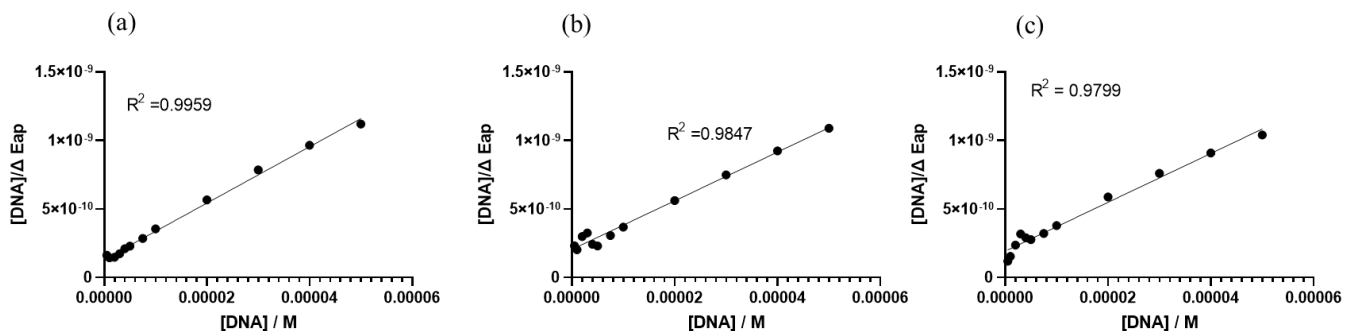 (a)
1.5×10⁻⁹
R² =0.9959
1×10⁻⁹
5×10⁻¹⁰
0
[DNA]/Δ Eap
0.00000 0.00002 0.00004 0.00006
[DNA] / M
(b)
1.5×10⁻⁹
1×10⁻⁹
R² =0.9847
5×10⁻¹⁰
0
[DNA]/Δ Eap
0.00000 0.00002 0.00004 0.00006
[DNA] / M
(c)
1.5×10⁻⁹
R² =0.9799
1×10⁻⁹
5×10⁻¹⁰
0
[DNA]/Δ Eap
0.00000 0.00002 0.00004 0.00006
[DNA] / M